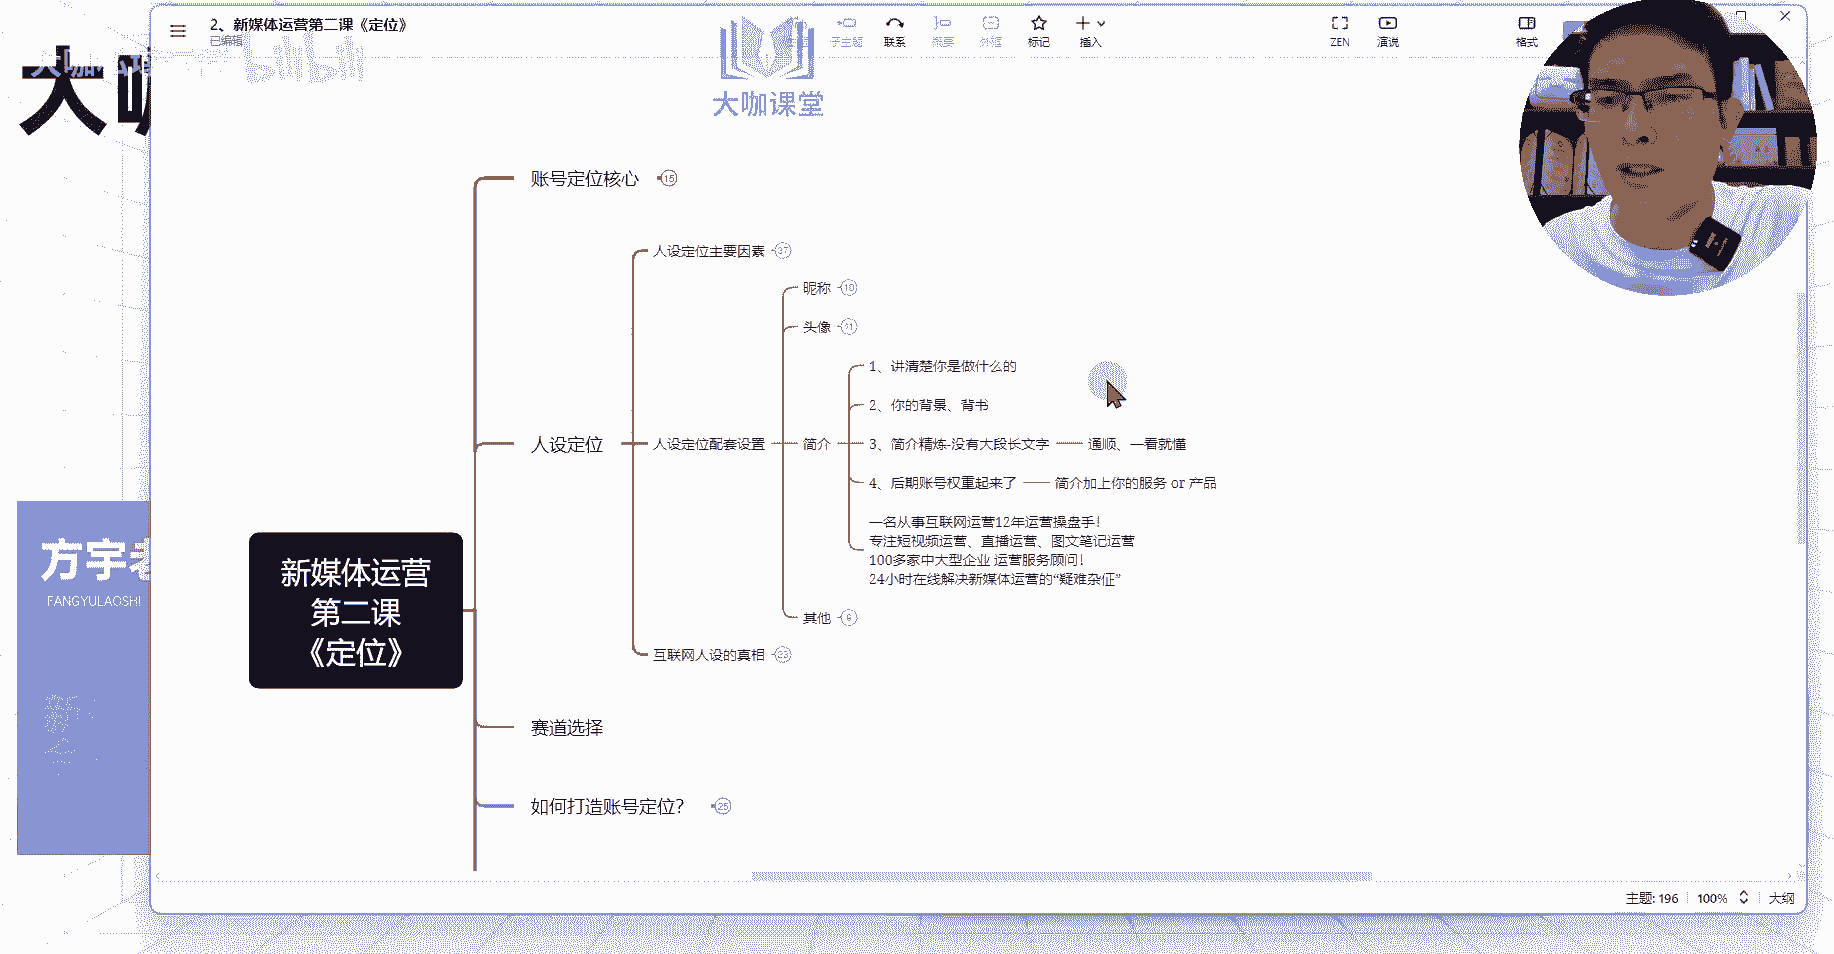 2、新媒体运营第二课《定位》
已编辑
子主题
联系
概要
外框
标记
插入
ZEN
演说
格式
大咖
bilibili
大咖课堂
账号定位核心 15
人设定位主要因素 37
昵称 10
头像 21
1、讲清楚你是做什么的
2、你的背景、背书
人设定位
人设定位配套设置
简介
3、简介精炼-没有大段长文字
通顺、一看就懂
4、后期账号权重起来了
简介加上你的服务 or 产品
一名从事互联网运营12年运营操盘手!
专注短视频运营、直播运营、图文笔记运营
100多家中大型企业 运营服务顾问!
24小时在线解决新媒体运营的“疑难杂症”
其他 9
互联网人设的真相 23
新媒体运营
第二课
《定位》
方宇老
FANGYULAOSHI
赛道选择
如何打造账号定位? 25
主题: 196
100%
大纲